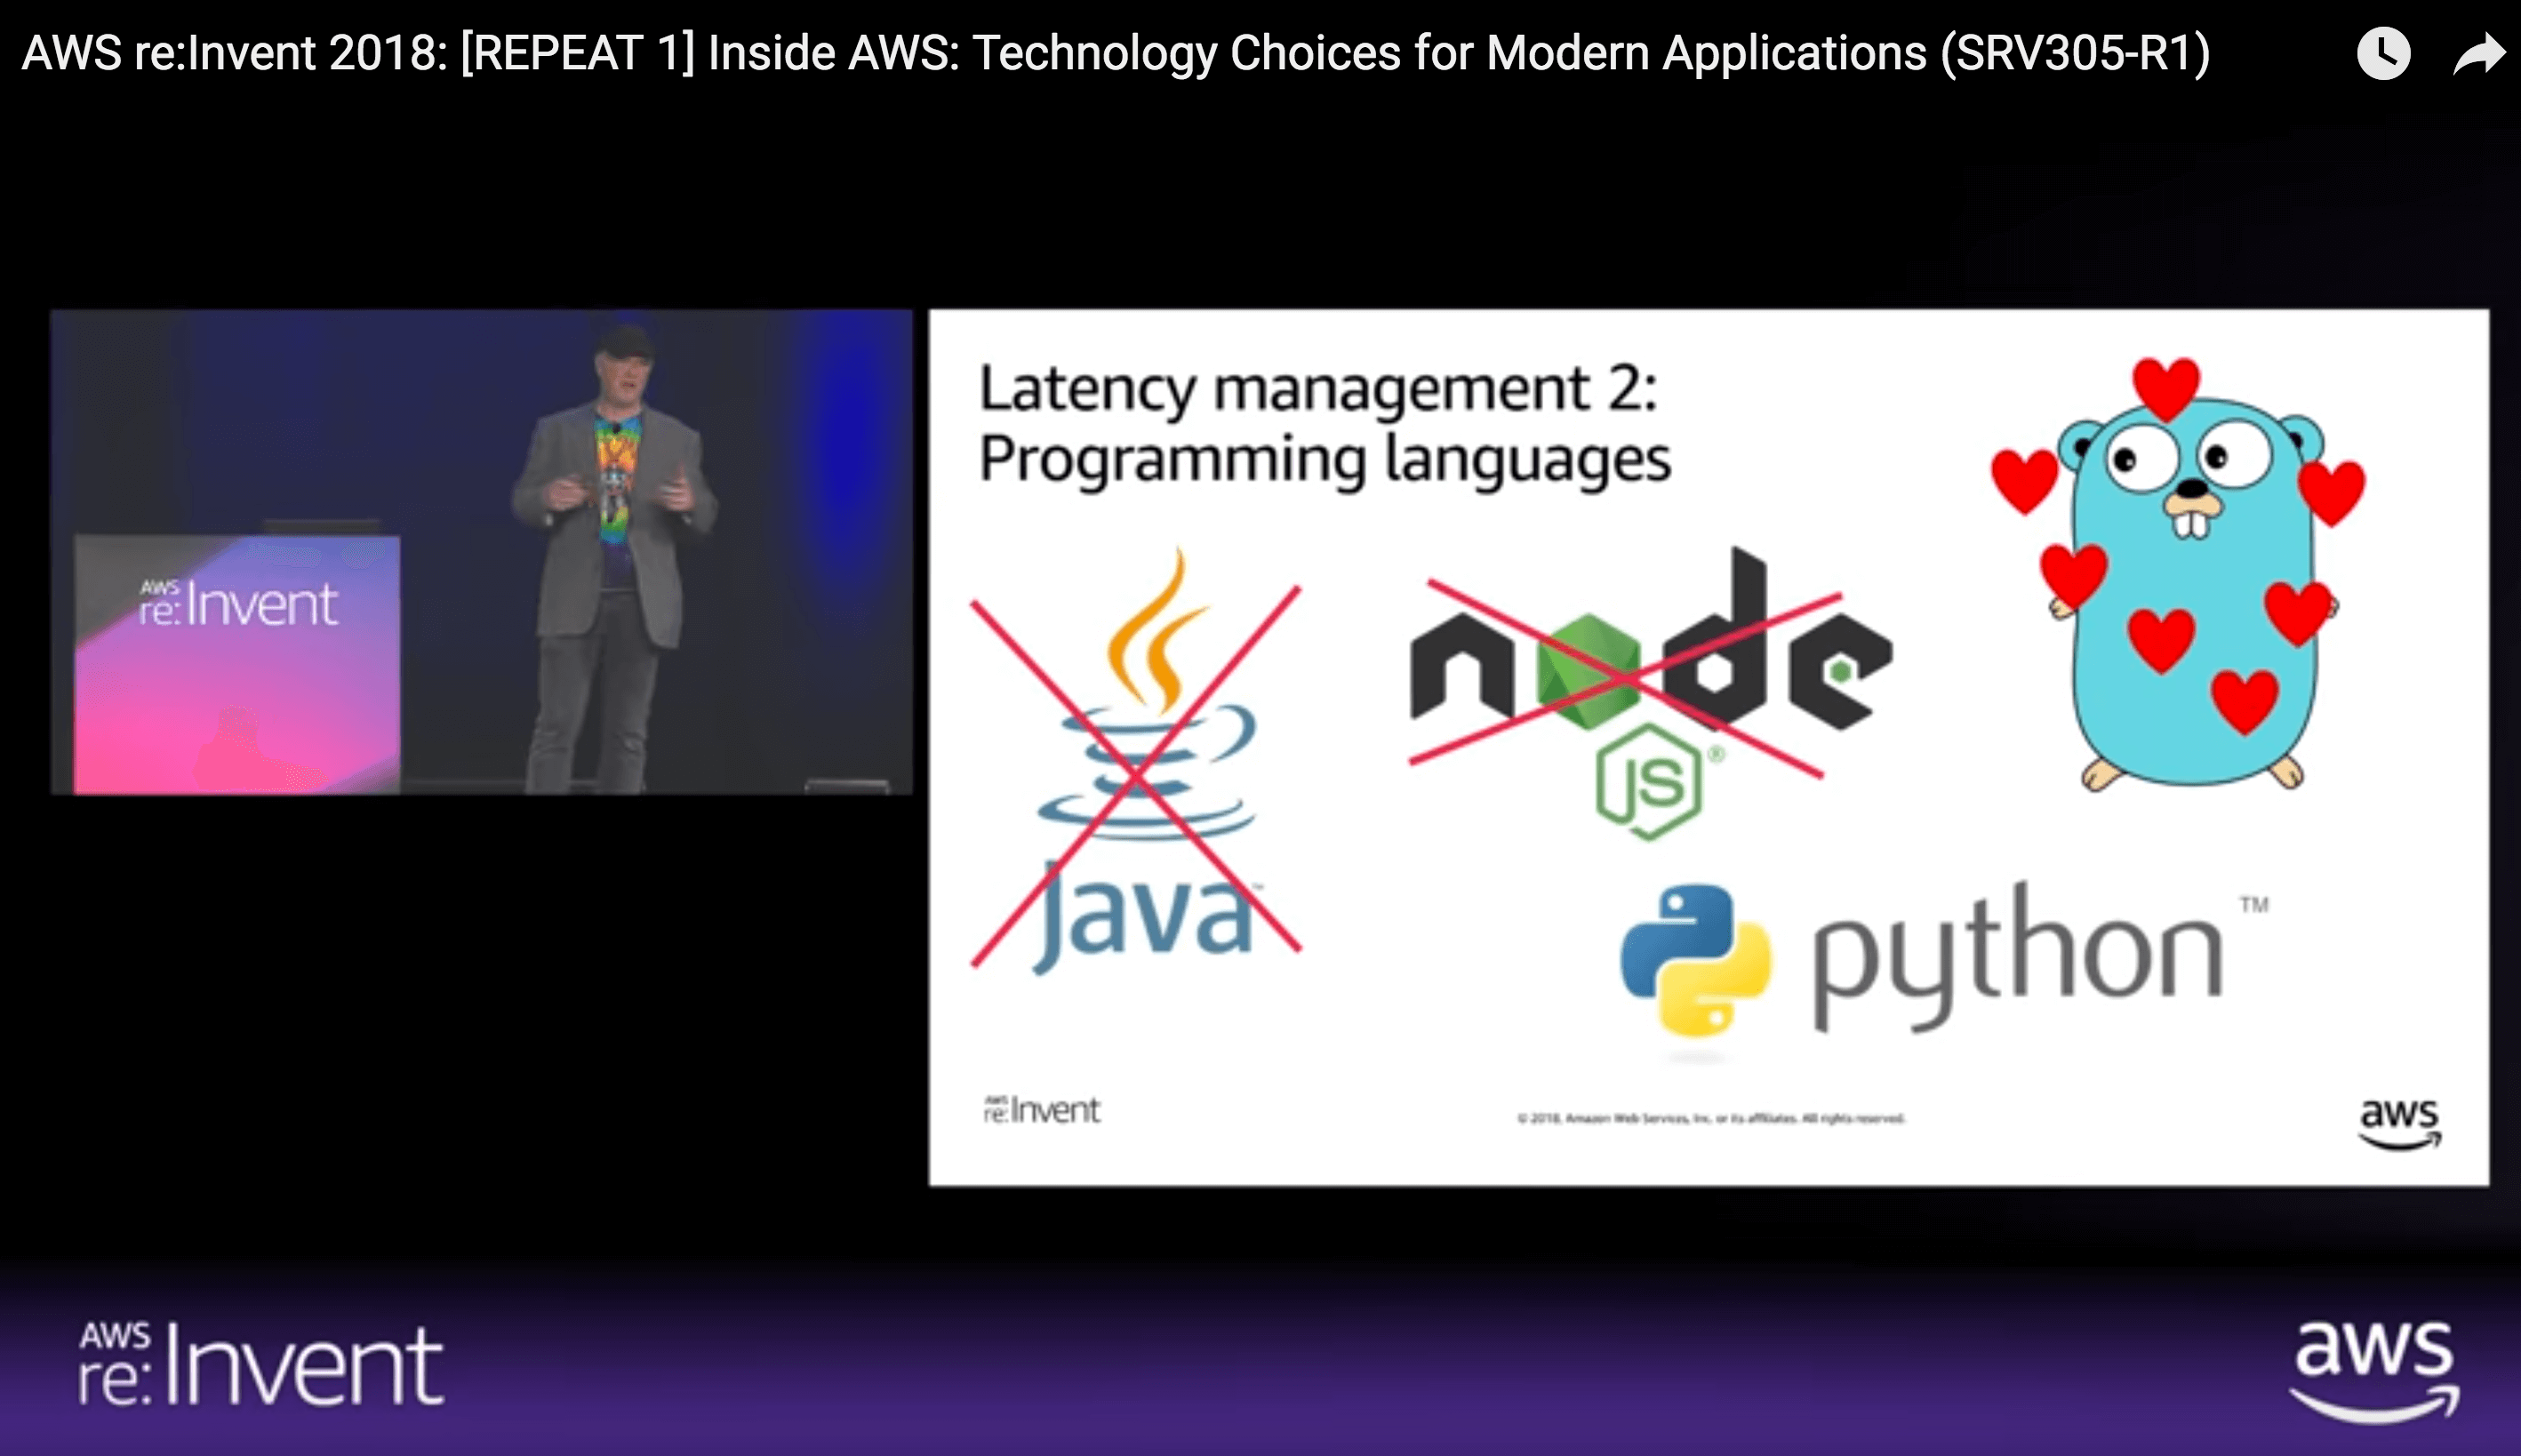 AWS re:Invent 2018: [REPEAT 1] Inside AWS: Technology Choices for Modern Applications (SRV305-R1)
AWS
re:Invent
Latency management 2:
Programming languages
node
JS®
Java™
python™
AWS
re:Invent
© 2018, Amazon Web Services, Inc. or its affiliates. All rights reserved.
aws
AWS
re:Invent
aws